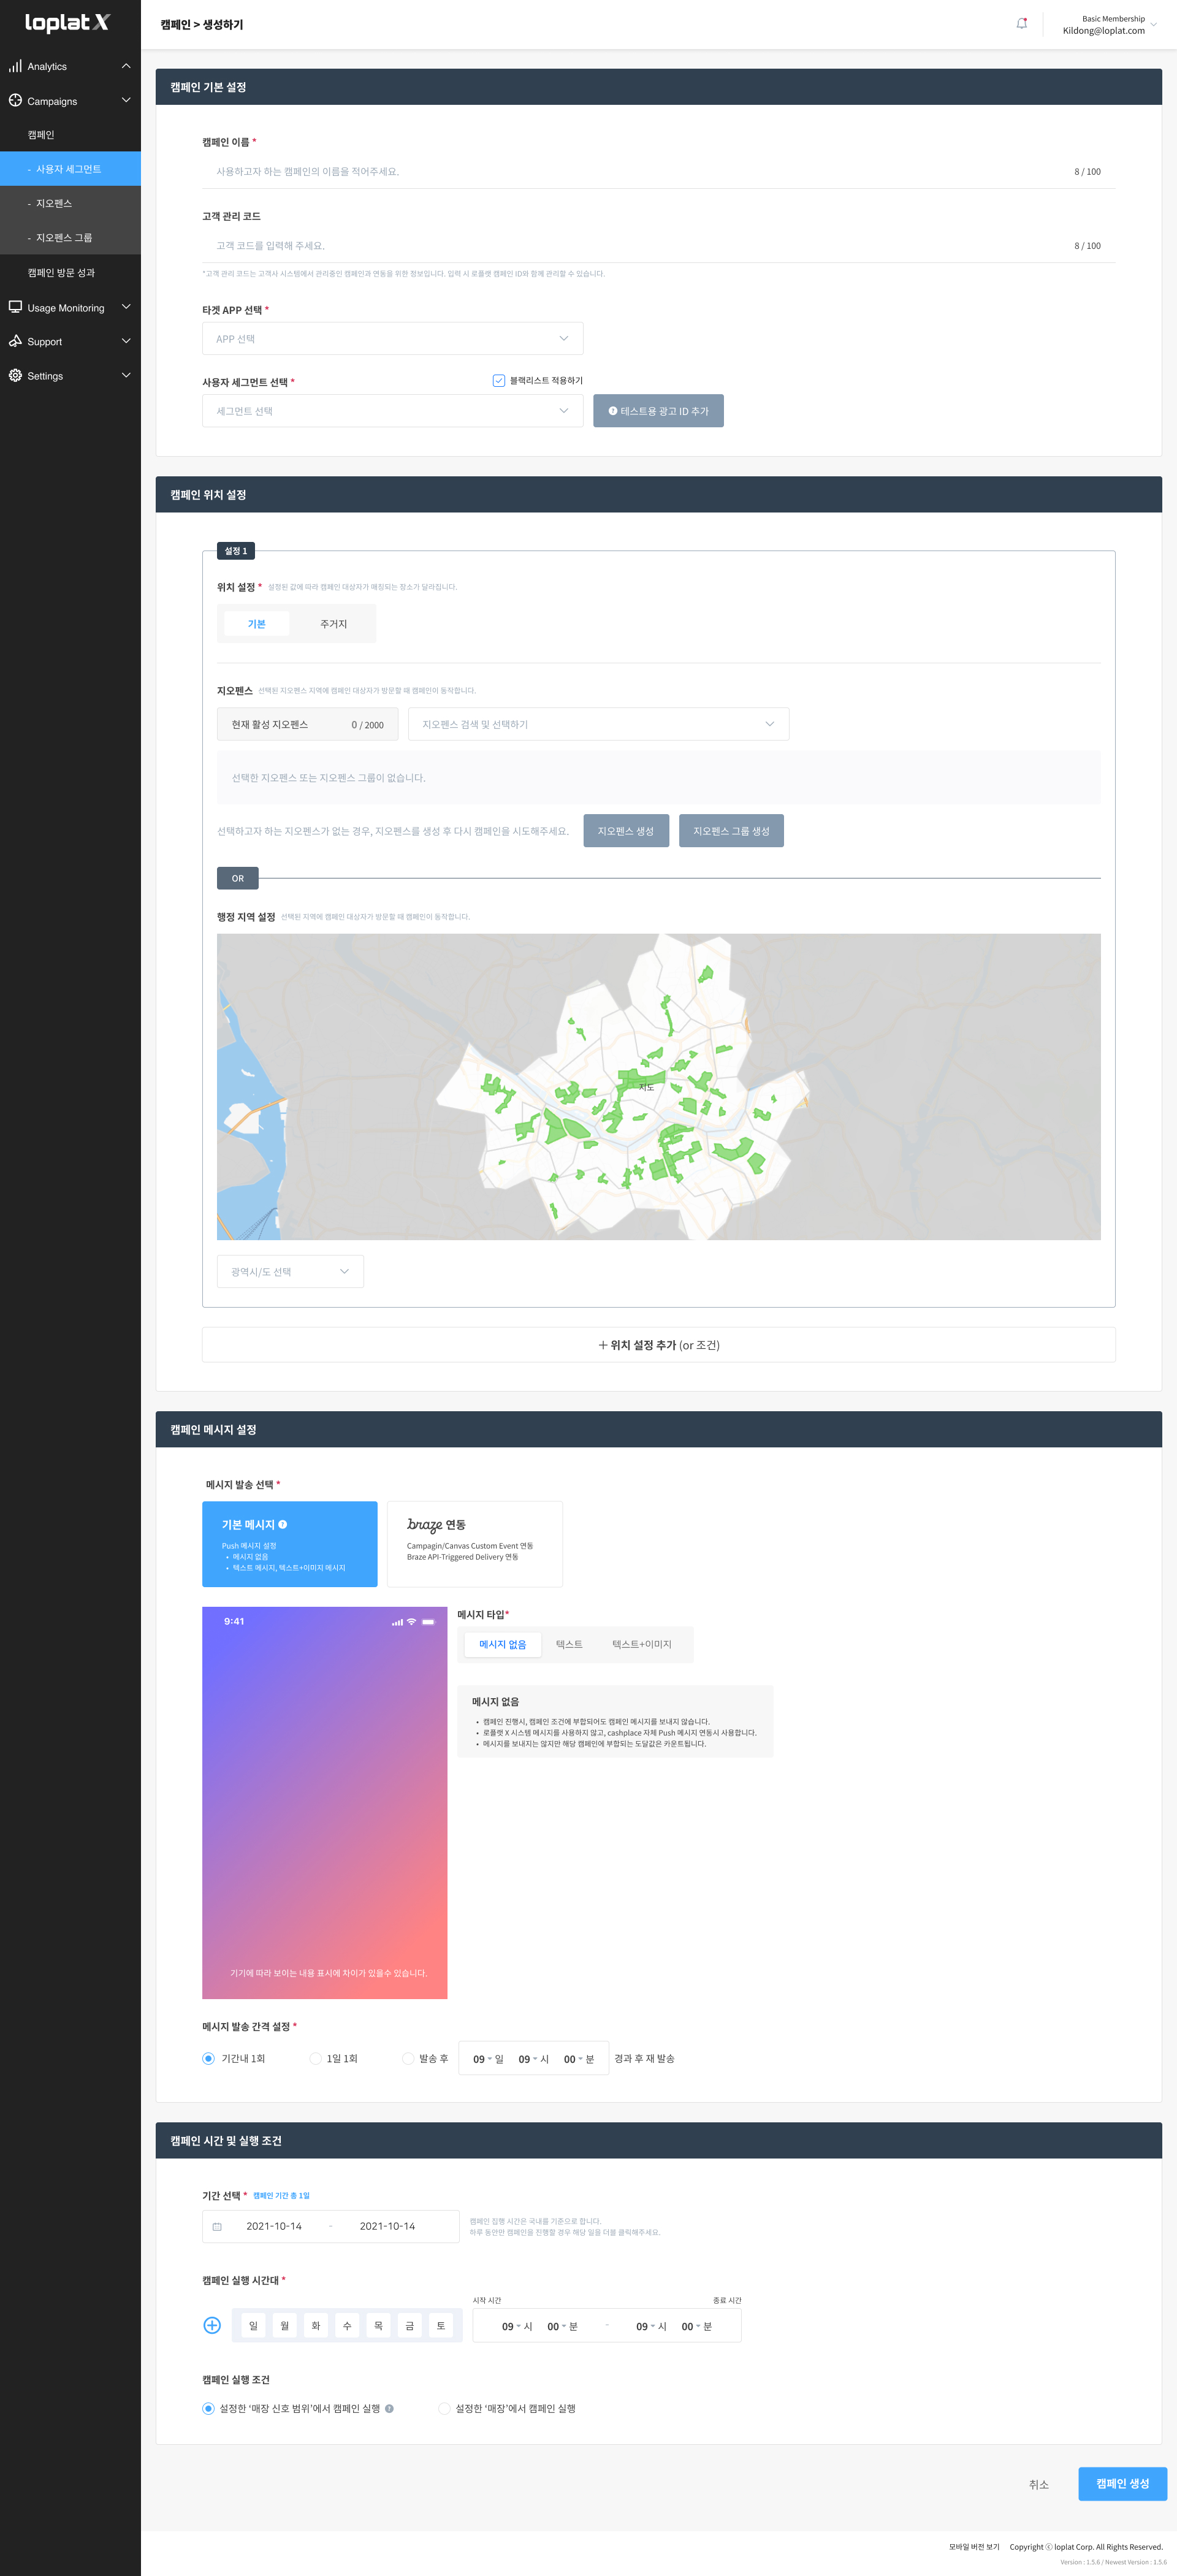 loplat X
캠페인 > 생성하기
Basic Membership
Kildong@loplat.com
Analytics
Campaigns
캠페인
- 사용자 세그먼트
- 지오펜스
- 지오펜스 그룹
캠페인 방문 성과
Usage Monitoring
Support
Settings
캠페인 기본 설정
캠페인 이름 *
사용하고자 하는 캠페인의 이름을 적어주세요.
8 / 100
고객 관리 코드
고객 코드를 입력해 주세요.
8 / 100
*고객 관리 코드는 고객사 시스템에서 관리중인 캠페인과 연동을 위한 정보입니다. 입력 시 로플랫 캠페인 ID와 함께 관리할 수 있습니다.
타겟 APP 선택 *
APP 선택
사용자 세그먼트 선택 *
블랙리스트 적용하기
세그먼트 선택
테스트용 광고 ID 추가
캠페인 위치 설정
설정 1
위치 설정 * 설정된 값에 따라 캠페인 대상자가 매칭되는 장소가 달라집니다.
기본
주거지
지오펜스 선택된 지오펜스 지역에 캠페인 대상자가 방문할 때 캠페인이 동작합니다.
현재 활성 지오펜스 0 / 2000
지오펜스 검색 및 선택하기
선택한 지오펜스 또는 지오펜스 그룹이 없습니다.
선택하고자 하는 지오펜스가 없는 경우, 지오펜스를 생성 후 다시 캠페인을 시도해주세요.
지오펜스 생성
지오펜스 그룹 생성
OR
행정 지역 설정 선택된 지역에 캠페인 대상자가 방문할 때 캠페인이 동작합니다.
지도
광역시/도 선택
+ 위치 설정 추가 (or 조건)
캠페인 메시지 설정
메시지 발송 선택 *
기본 메시지
Push 메시지 설정
• 메시지 없음
• 텍스트 메시지, 텍스트+이미지 메시지
braze 연동
Campagin/Canvas Custom Event 연동
Braze API-Triggered Delivery 연동
9:41
기기에 따라 보이는 내용 표시에 차이가 있을수 있습니다.
메시지 타입*
메시지 없음
텍스트
텍스트+이미지
메시지 없음
• 캠페인 진행시, 캠페인 조건에 부합되어도 캠페인 메시지를 보내지 않습니다.
• 로플랫 X 시스템 메시지를 사용하지 않고, cashplace 자체 Push 메시지 연동시 사용합니다.
• 메시지를 보내지는 않지만 해당 캠페인에 부합되는 도달값은 카운트됩니다.
메시지 발송 간격 설정 *
기간내 1회
1일 1회
발송 후
09 일 09 시 00 분
경과 후 재 발송
캠페인 시간 및 실행 조건
기간 선택 * 캠페인 기간 총 1일
2021-10-14 - 2021-10-14
캠페인 집행 시간은 국내를 기준으로 합니다.
하루 동안만 캠페인을 진행할 경우 해당 일을 더블 클릭해주세요.
캠페인 실행 시간대 *
시작 시간
종료 시간
일 월 화 수 목 금 토
09 시 00 분 - 09 시 00 분
캠페인 실행 조건
설정한 ‘매장 신호 범위’에서 캠페인 실행
설정한 ‘매장’에서 캠페인 실행
취소
캠페인 생성
모바일 버전 보기
Copyright ⓒ loplat Corp. All Rights Reserved.
Version : 1.5.6 / Newest Version : 1.5.6